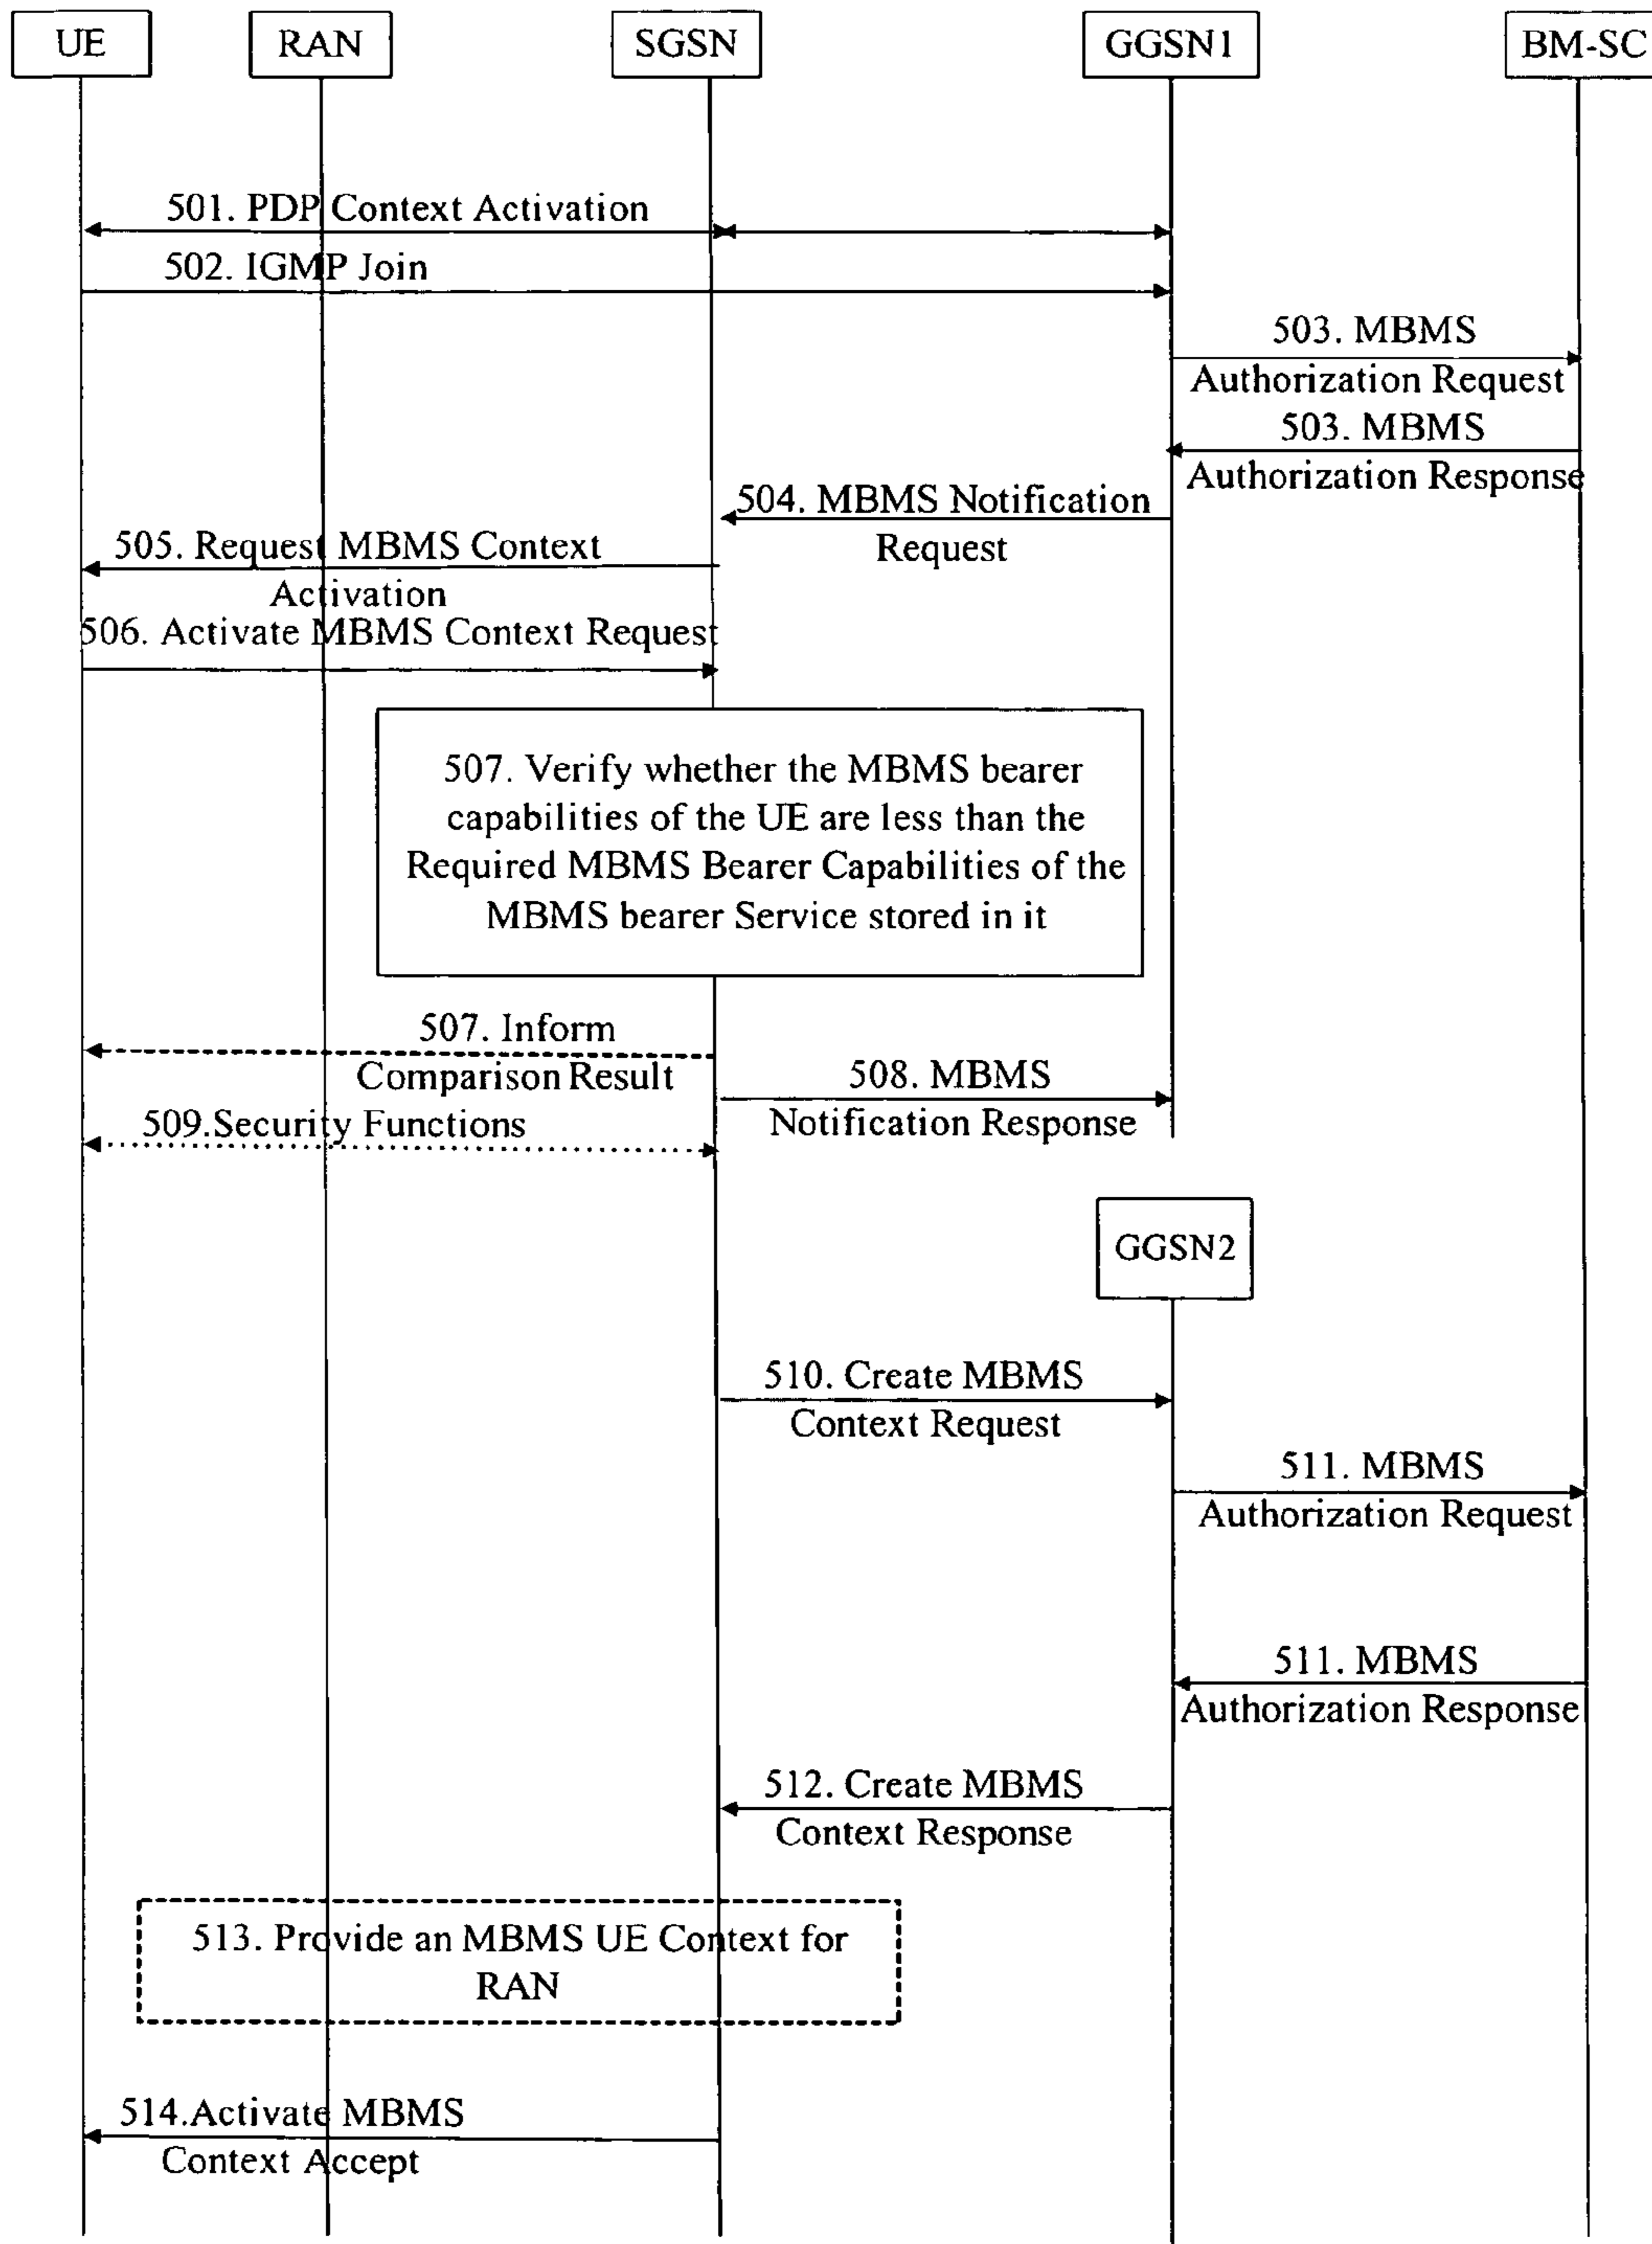 UE
RAN
SGSN
GGSN1
BM-SC
501. PDP Context Activation
502. IGMP Join
503. MBMS
Authorization Request
503. MBMS
Authorization Response
504. MBMS Notification
Request
505. Request MBMS Context
Activation
506. Activate MBMS Context Request
507. Verify whether the MBMS bearer
capabilities of the UE are less than the
Required MBMS Bearer Capabilities of the
MBMS bearer Service stored in it
507. Inform
Comparison Result
508. MBMS
Notification Response
509.Security Functions
GGSN2
510. Create MBMS
Context Request
511. MBMS
Authorization Request
511. MBMS
Authorization Response
512. Create MBMS
Context Response
513. Provide an MBMS UE Context for
RAN
514.Activate MBMS
Context Accept